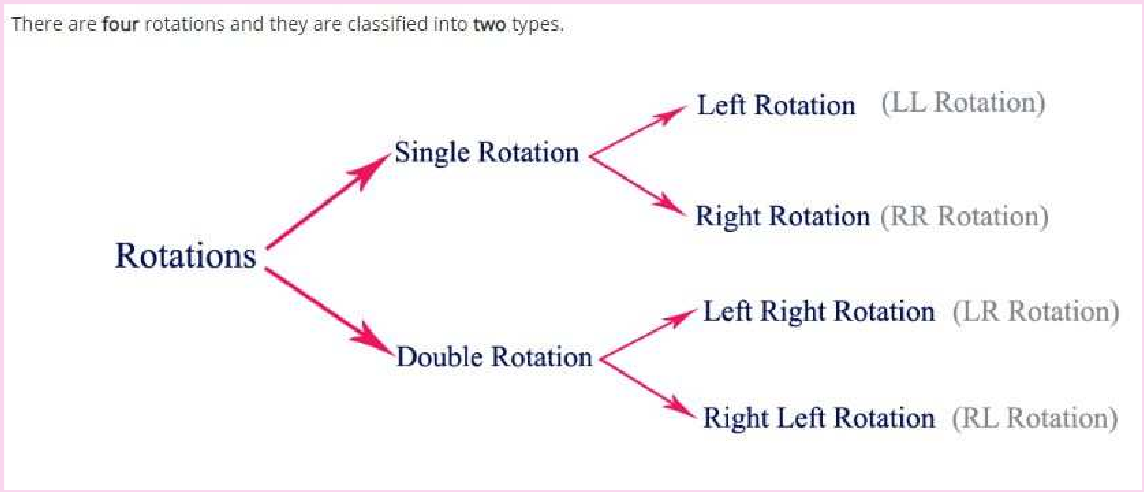 There are four rotations and they are classified into two types.
Left Rotation (LL Rotation)
Single Rotation
Right Rotation (RR Rotation)
Rotations
Left Right Rotation (LR Rotation)
Double Rotation
Right Left Rotation (RL Rotation)